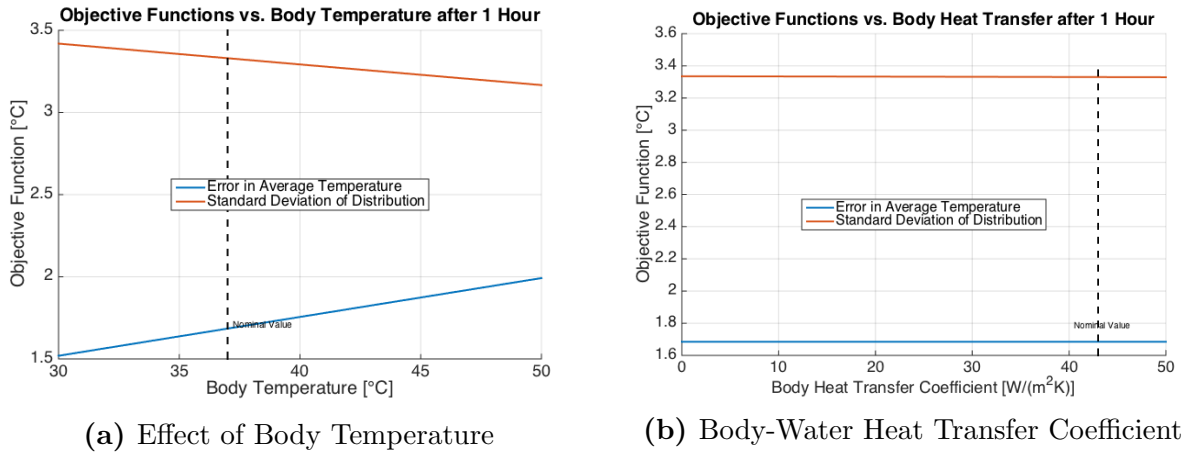 Objective Functions vs. Body Temperature after 1 Hour
3.5
3
2.5
2
1.5
Objective Function [°C]
Error in Average Temperature
Standard Deviation of Distribution
Nominal Value
30
35
40
45
50
Body Temperature [°C]
(a) Effect of Body Temperature
Objective Functions vs. Body Heat Transfer after 1 Hour
3.6
3.4
3.2
3
2.8
2.6
2.4
2.2
2
1.8
1.6
Objective Function [°C]
Error in Average Temperature
Standard Deviation of Distribution
Nominal Value
0
10
20
30
40
50
Body Heat Transfer Coefficient [W/(m²K)]
(b) Body-Water Heat Transfer Coefficient